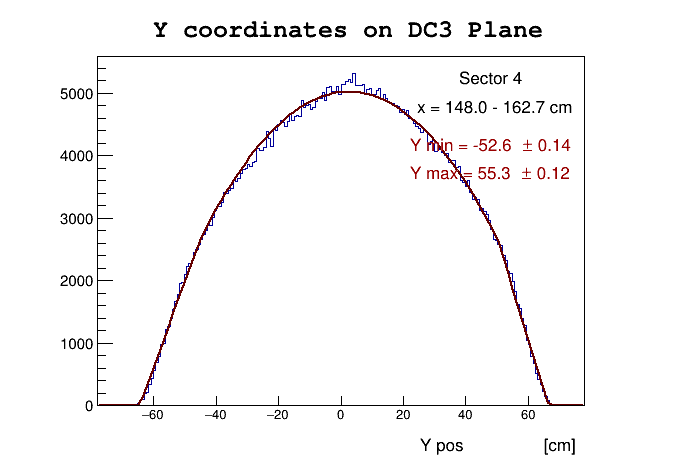 Y coordinates on DC3 Plane
Sector 4
x = 148.0 - 162.7 cm
Y min = -52.6 ± 0.14
Y max = 55.3 ± 0.12
5000
4000
3000
2000
1000
0
−60 −40 −20 0 20 40 60
Y pos [cm]